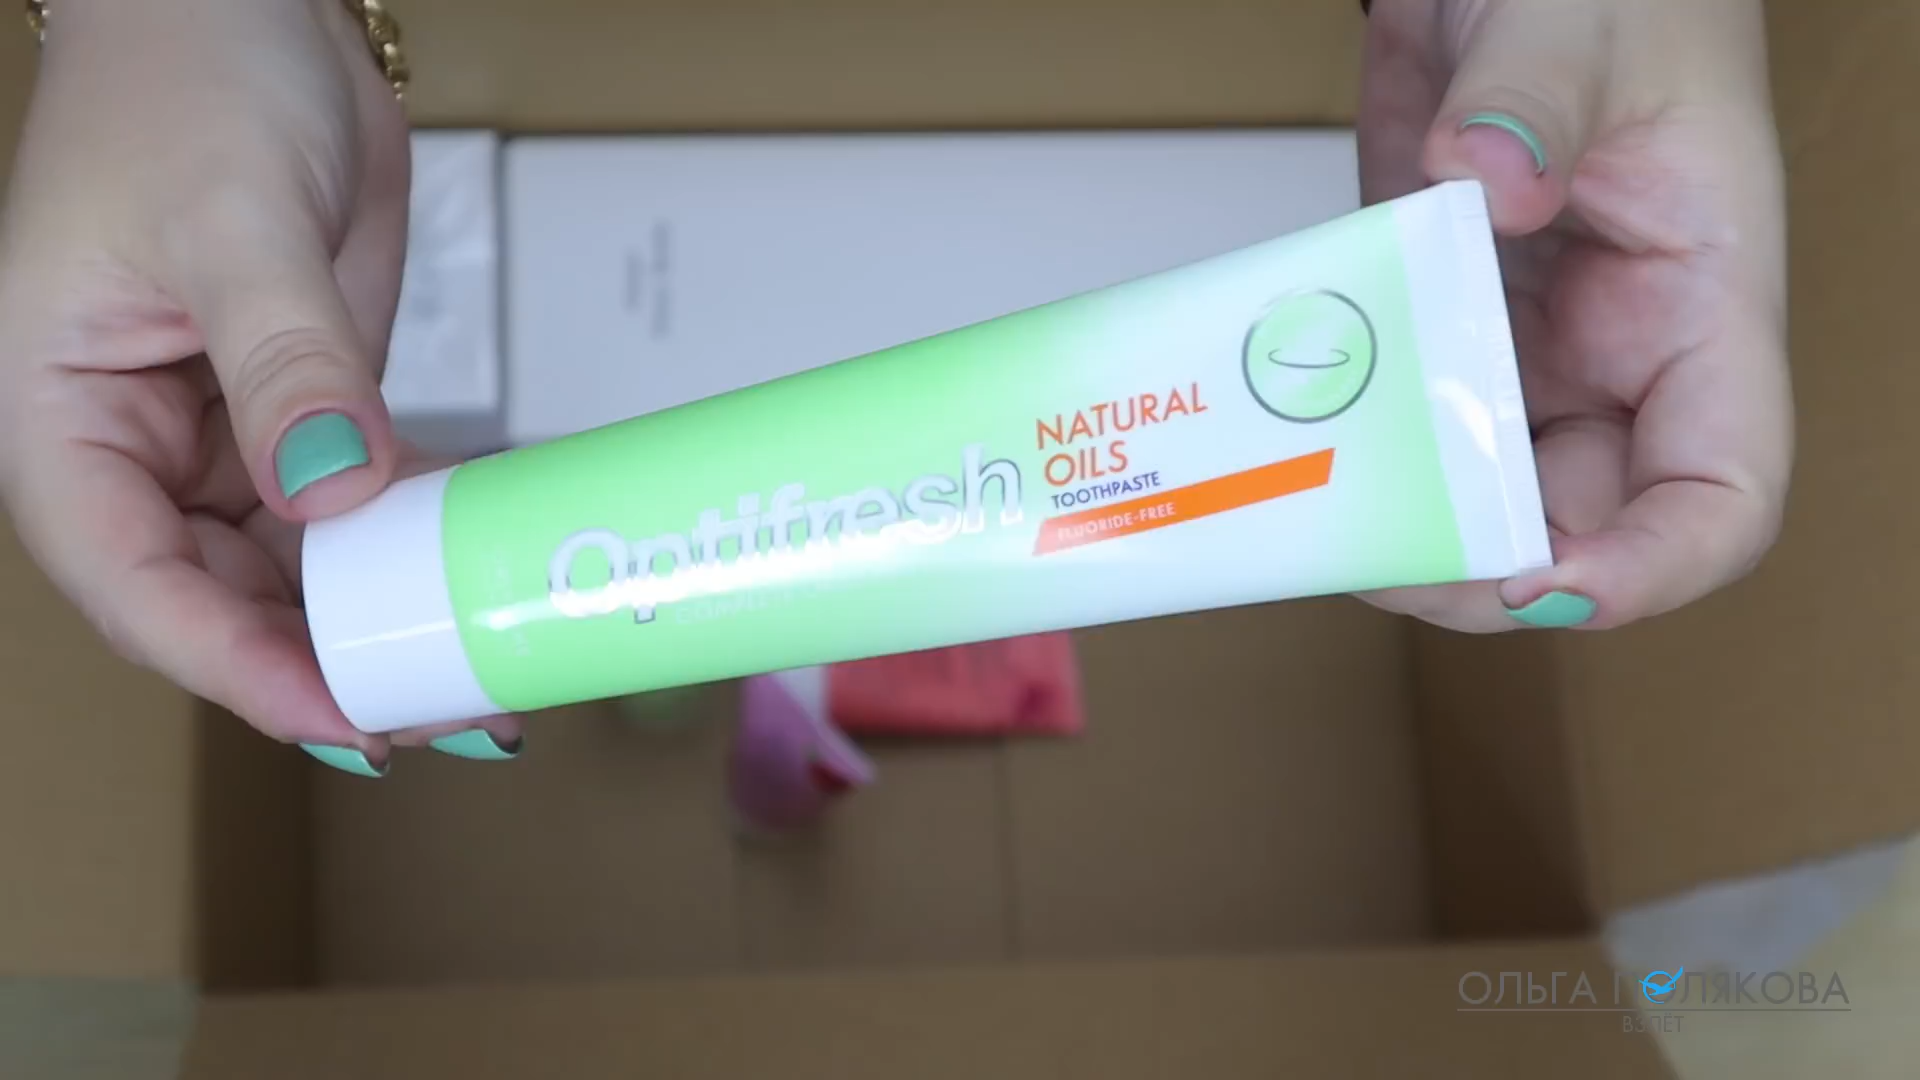 Optifresh
NATURAL
OILS
TOOTHPASTE
FLUORIDE-FREE
ОЛЬГА ПОЛЯКОВА
ВЗЛЁТ